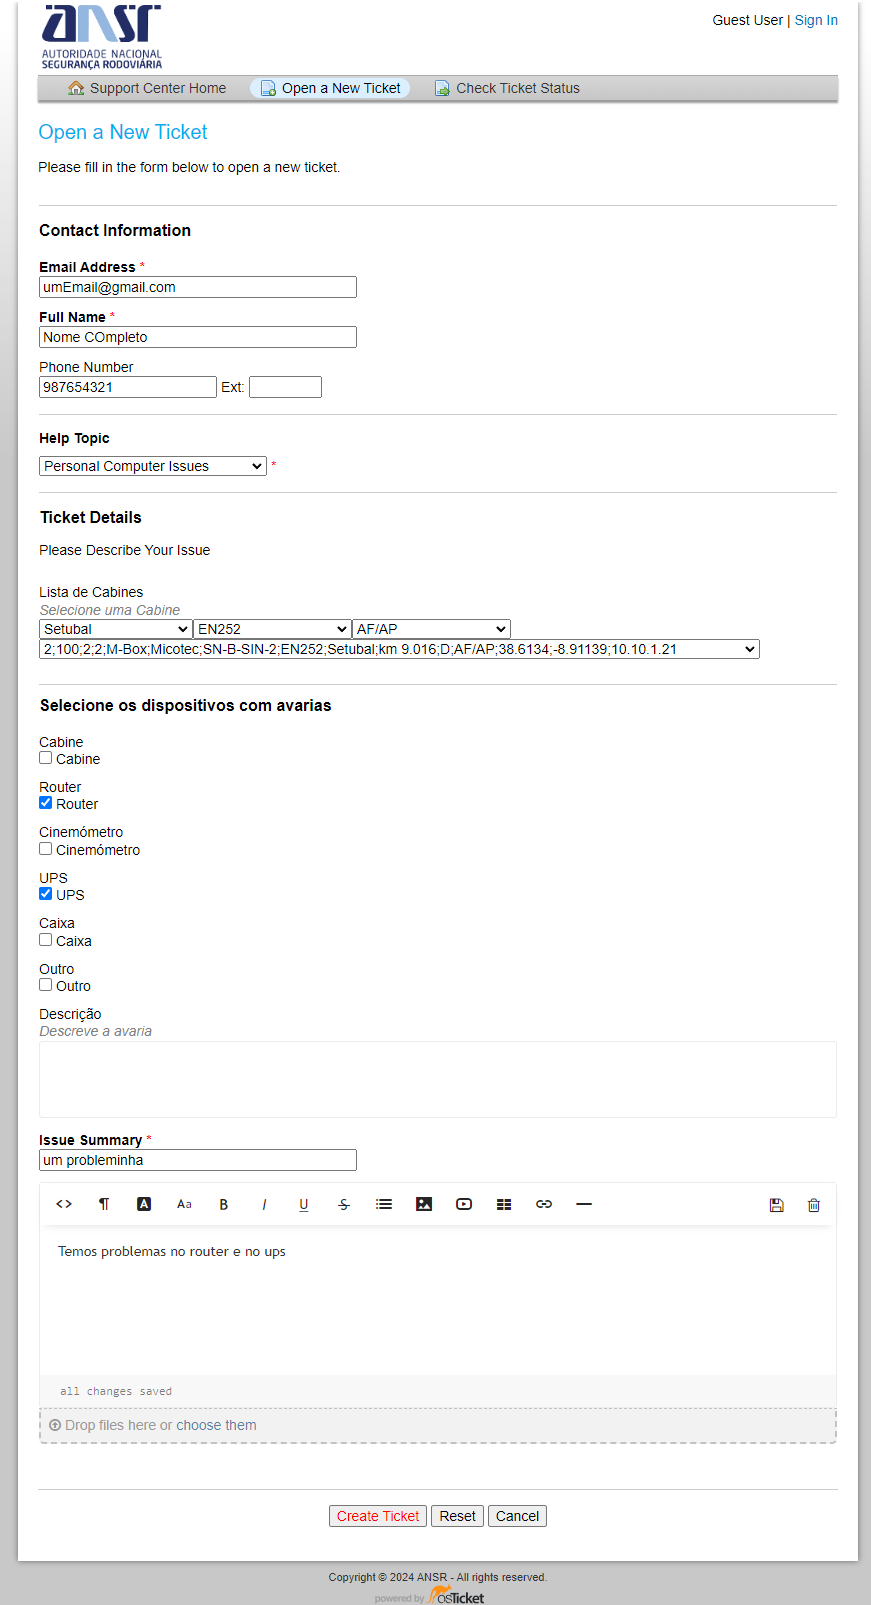 ansr
AUTORIDADE NACIONAL
SEGURANÇA RODOVIÁRIA
Guest User | Sign In
Support Center Home Open a New Ticket Check Ticket Status
Open a New Ticket
Please fill in the form below to open a new ticket.
Contact Information
Email Address *
umEmail@gmail.com
Full Name *
Nome COmpleto
Phone Number
987654321 Ext:
Help Topic
Personal Computer Issues *
Ticket Details
Please Describe Your Issue
Lista de Cabines
Selecione uma Cabine
Setubal EN252 AF/AP
2;100;2;2;M-Box;Micotec;SN-B-SIN-2;EN252;Setubal;km 9.016;D;AF/AP;38.6134;-8.91139;10.10.1.21
Selecione os dispositivos com avarias
Cabine
Cabine
Router
Router
Cinemómetro
Cinemómetro
UPS
UPS
Caixa
Caixa
Outro
Outro
Descrição
Descreve a avaria
Issue Summary *
um probleminha
<> ¶ A Aa B I U S
Temos problemas no router e no ups
all changes saved
Drop files here or choose them
Create Ticket Reset Cancel
Copyright © 2024 ANSR - All rights reserved.
powered by osTicket